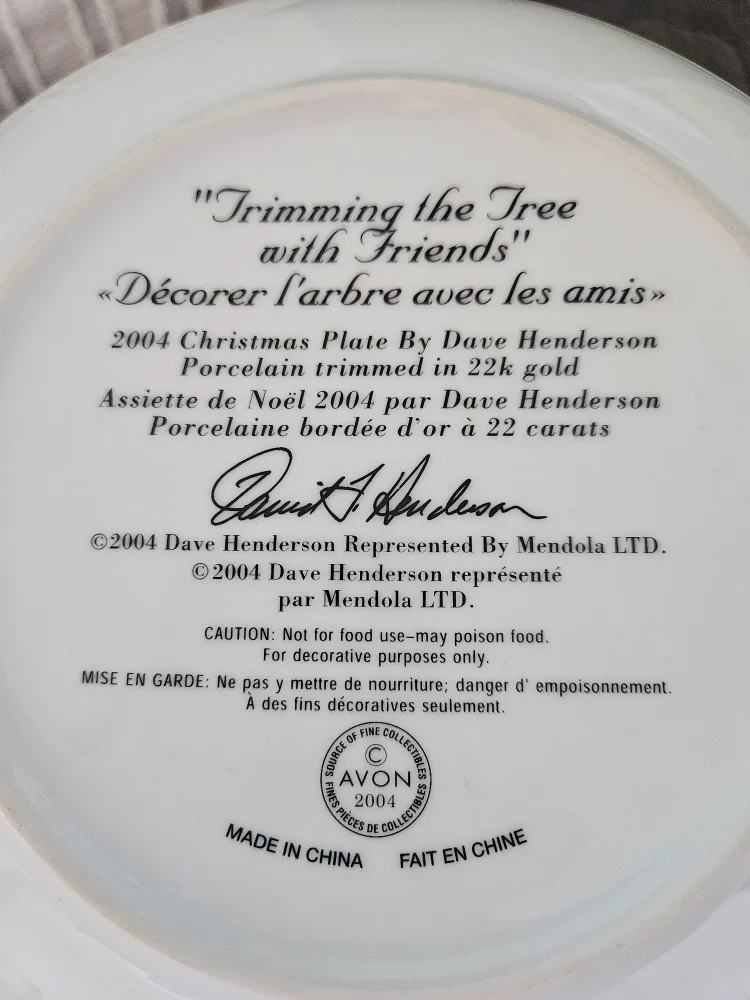 "Trimming the Tree
with Friends"
«Décorer l'arbre avec les amis»
2004 Christmas Plate By Dave Henderson
Porcelain trimmed in 22k gold
Assiette de Noël 2004 par Dave Henderson
Porcelaine bordée d'or à 22 carats
David J. Henderson
©2004 Dave Henderson Represented By Mendola LTD.
©2004 Dave Henderson représenté
par Mendola LTD.
CAUTION: Not for food use–may poison food.
For decorative purposes only.
MISE EN GARDE: Ne pas y mettre de nourriture; danger d' empoisonnement.
À des fins décoratives seulement.
SOURCE OF FINE COLLECTIBLES
©
AVON
2004
FINES PIÈCES DE COLLECTIBLES
MADE IN CHINA FAIT EN CHINE